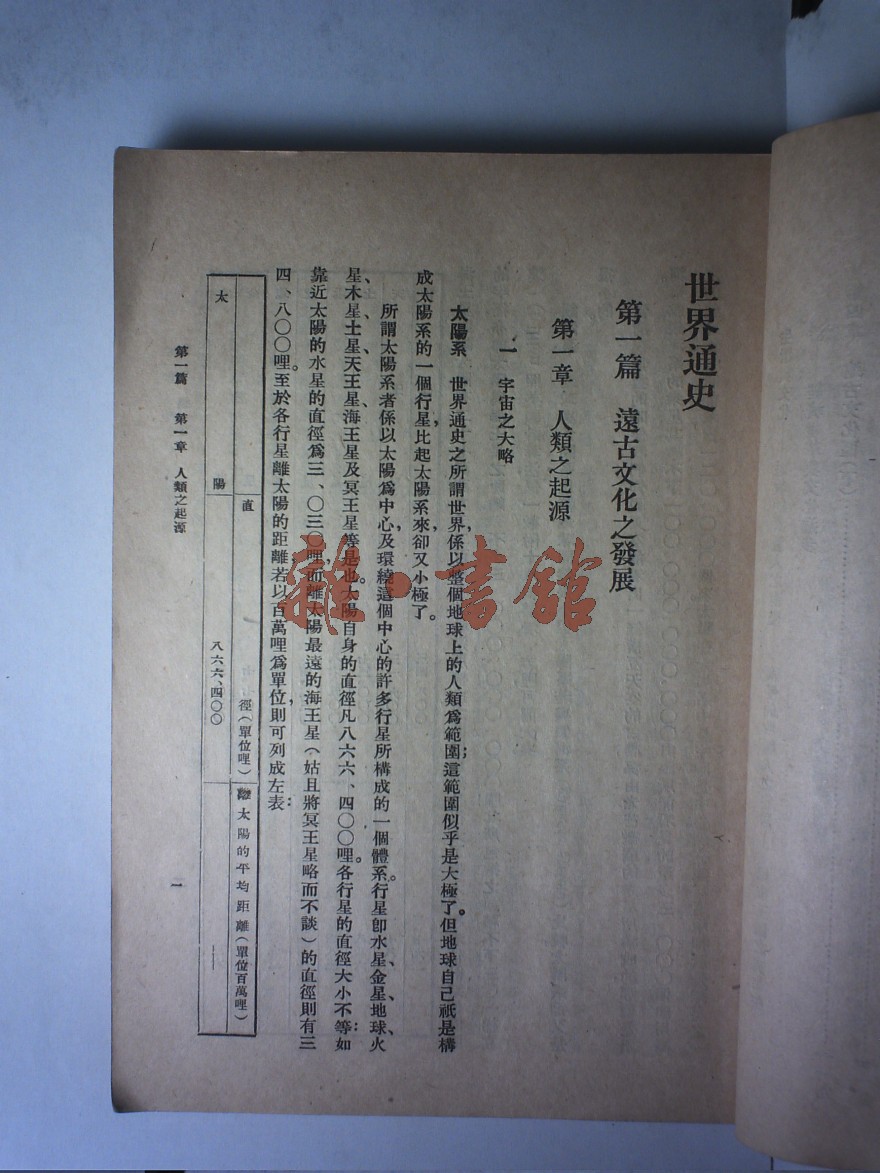 世界通史
第一篇 遠古文化之發展
第一章 人類之起源
一 宇宙之大略
太陽系 世界通史之所謂世界,係以整個地球上的人類爲範圍;這範圍似乎是大極了。但地球自己祇是構
成太陽系的一個行星,比起太陽系來,卻又小極了。
所謂太陽系者係以太陽爲中心,及環繞這個中心的許多行星所構成的一個體系。行星卽水星、金星、地球、火
星、木星、土星、天王星、海王星及冥王星等是也。太陽自身的直徑凡八六六、四〇〇哩。各行星的直徑大小不等:如
靠近太陽的水星的直徑爲三、〇三〇哩,而離太陽最遠的海王星(姑且將冥王星略而不談)的直徑則有三
四、八〇〇哩。至於各行星離太陽的距離,若以百萬哩爲單位,則可列成左表:
直徑(單位哩)
離太陽的平均距離(單位百萬哩)
太陽
八六六、四〇〇
——
第一篇 第一章 人類之起源
一
雜·書館